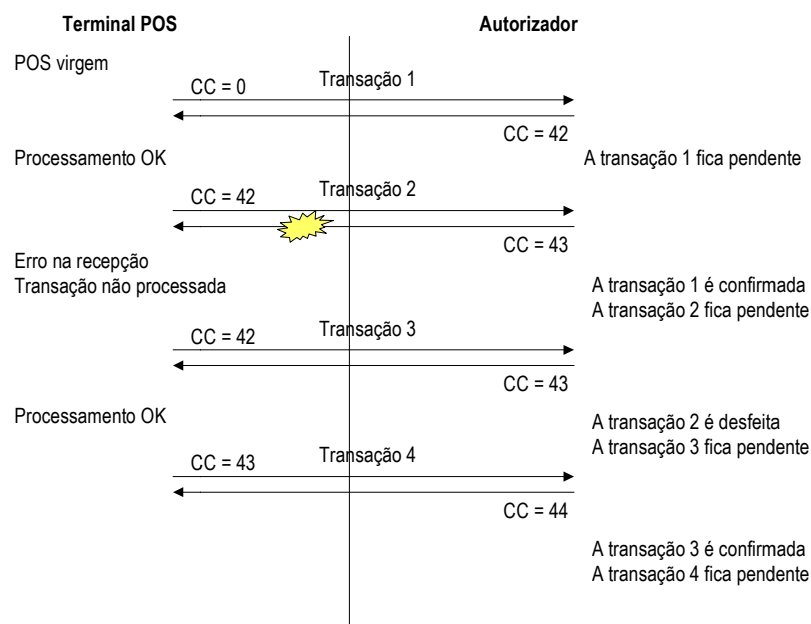 Terminal POS
Autorizador
POS virgem
CC = 0
Transação 1
CC = 42
Processamento OK
A transação 1 fica pendente
CC = 42
Transação 2
CC = 43
Erro na recepção
Transação não processada
A transação 1 é confirmada
A transação 2 fica pendente
CC = 42
Transação 3
CC = 43
Processamento OK
A transação 2 é desfeita
A transação 3 fica pendente
CC = 43
Transação 4
CC = 44
A transação 3 é confirmada
A transação 4 fica pendente